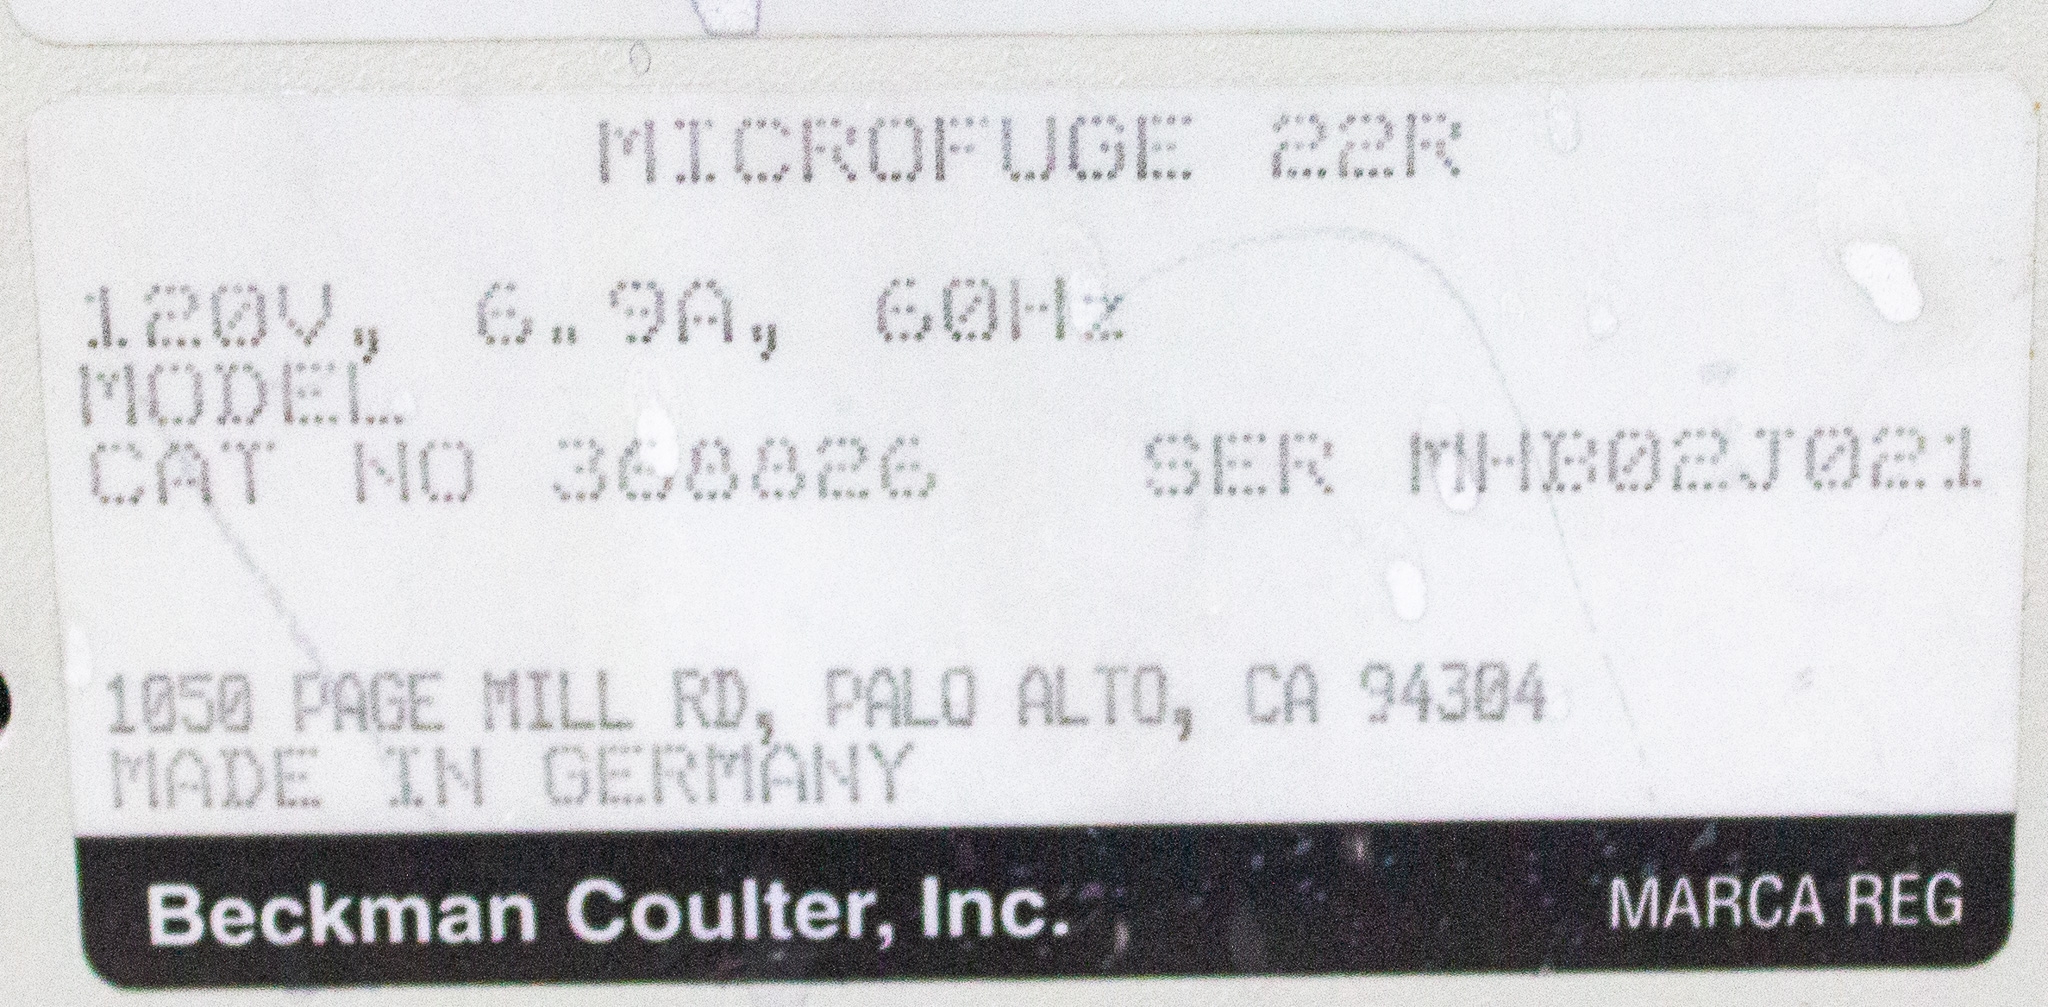 MICROFUGE 22R
120V, 6.9A, 60Hz
MODEL
CAT NO 368826 SER MHB02J021
1050 PAGE MILL RD, PALO ALTO, CA 94304
MADE IN GERMANY
Beckman Coulter, Inc. MARCA REG